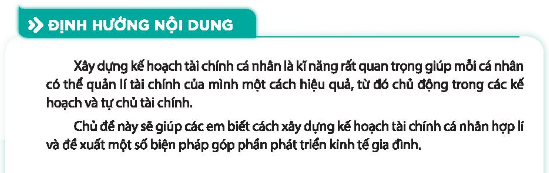 ĐỊNH HƯỚNG NỘI DUNG
Xây dựng kế hoạch tài chính cá nhân là kĩ năng rất quan trọng giúp mỗi cá nhân
có thể quản lí tài chính của mình một cách hiệu quả, từ đó chủ động trong các kế
hoạch và tự chủ tài chính.
Chủ đề này sẽ giúp các em biết cách xây dựng kế hoạch tài chính cá nhân hợp lí
và đề xuất một số biện pháp góp phần phát triển kinh tế gia đình.